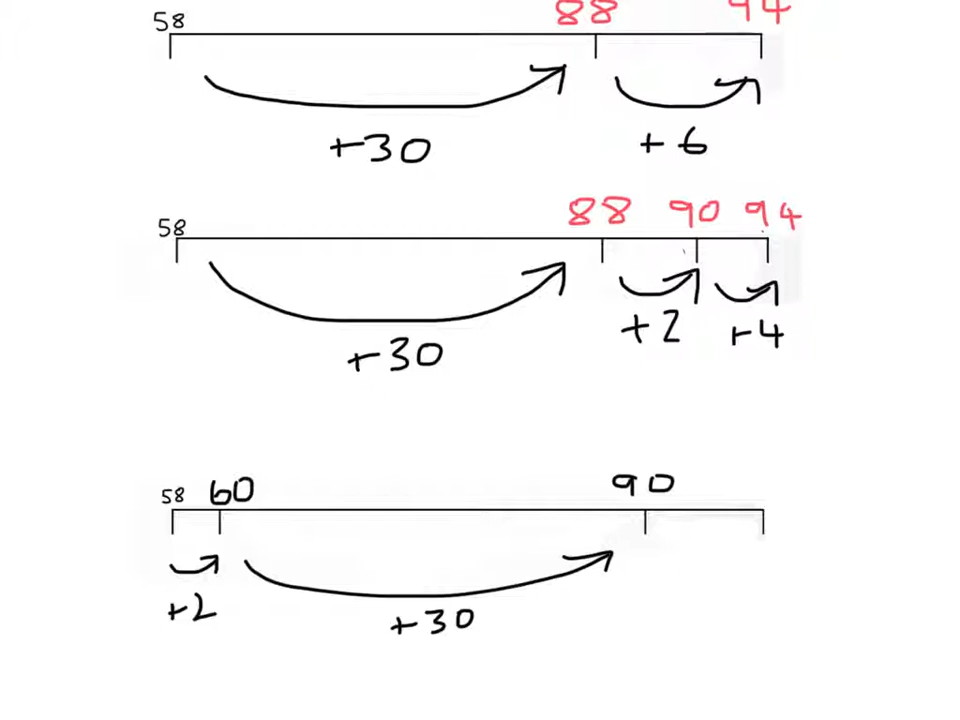 58 88 94
+30 +6
58 88 90 94
+30 +2 +4
58 60 90
+2 +30